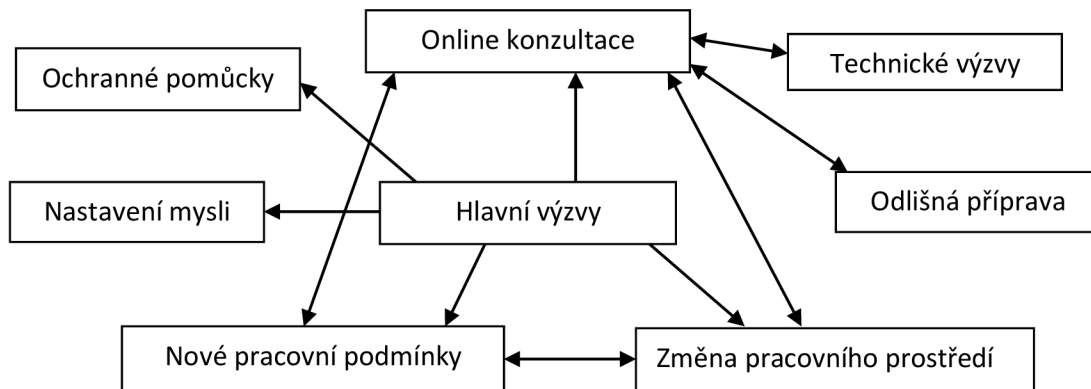 Online konzultace
Technické výzvy
Ochranné pomůcky
Odlišná příprava
Nastavení mysli
Hlavní výzvy
Nové pracovní podmínky
Změna pracovního prostředí